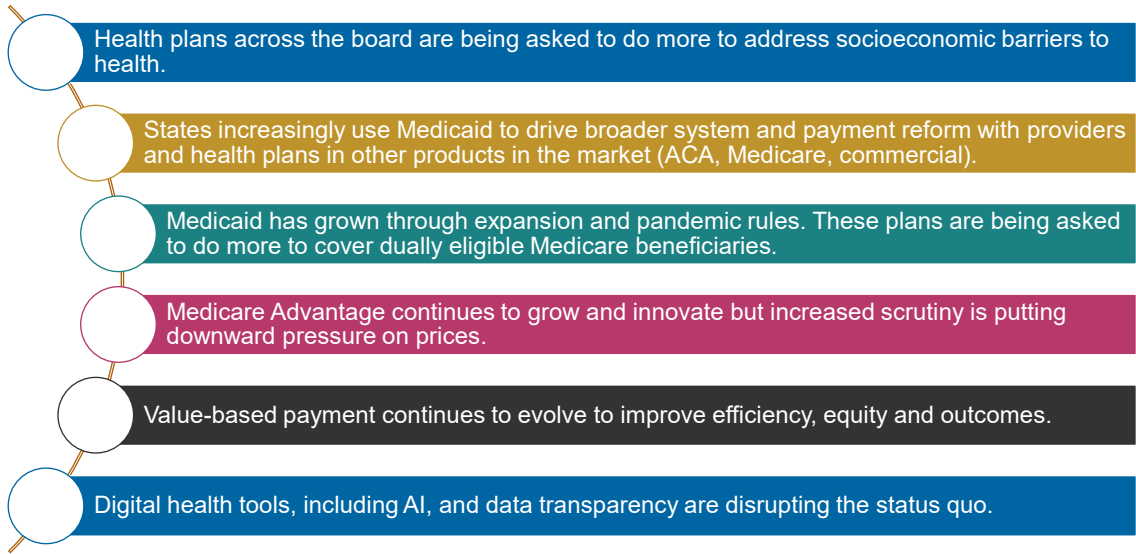 Health plans across the board are being asked to do more to address socioeconomic barriers to
health.
States increasingly use Medicaid to drive broader system and payment reform with providers
and health plans in other products in the market (ACA, Medicare, commercial).
Medicaid has grown through expansion and pandemic rules. These plans are being asked
to do more to cover dually eligible Medicare beneficiaries.
Medicare Advantage continues to grow and innovate but increased scrutiny is putting
downward pressure on prices.
Value-based payment continues to evolve to improve efficiency, equity and outcomes.
Digital health tools, including AI, and data transparency are disrupting the status quo.